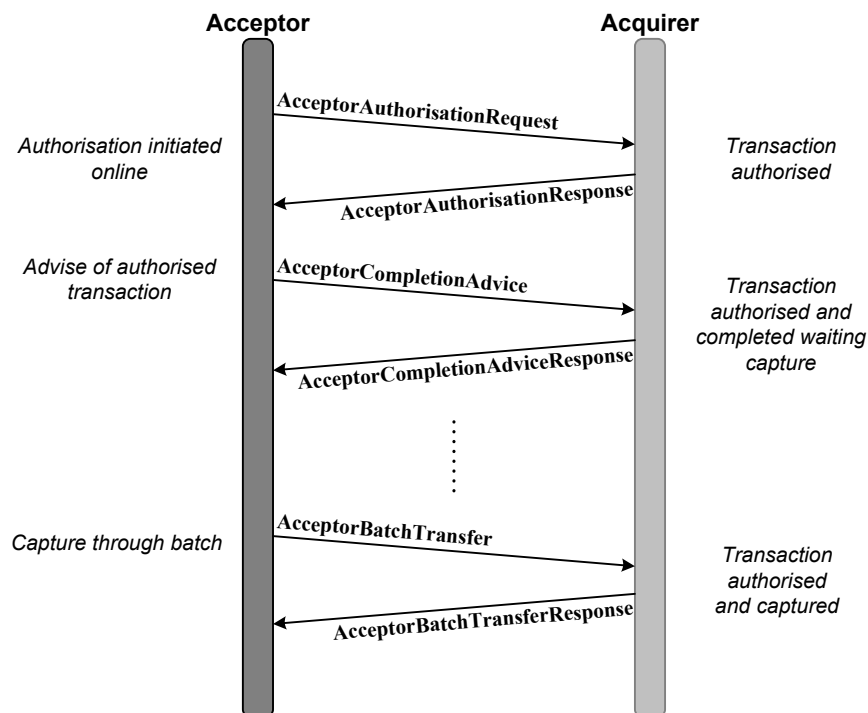 Acceptor
Acquirer
AcceptorAuthorisationRequest
Authorisation initiated
online
Transaction
authorised
AcceptorAuthorisationResponse
Advise of authorised
transaction
AcceptorCompletionAdvice
Transaction
authorised and
completed waiting
capture
AcceptorCompletionAdviceResponse
Capture through batch
AcceptorBatchTransfer
Transaction
authorised
and captured
AcceptorBatchTransferResponse